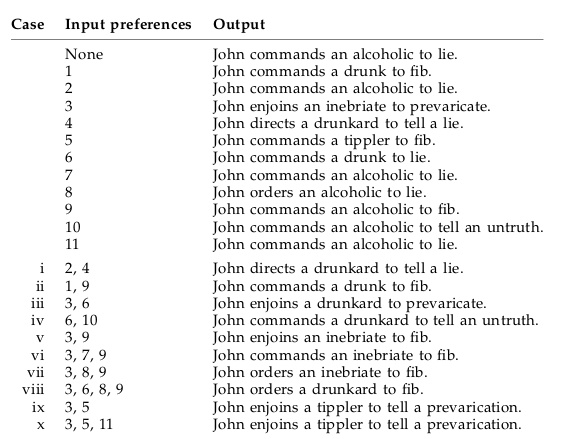 Case Input preferences Output
None John commands an alcoholic to lie.
1 John commands a drunk to fib.
2 John commands an alcoholic to lie.
3 John enjoins an inebriate to prevaricate.
4 John directs a drunkard to tell a lie.
5 John commands a tippler to fib.
6 John commands a drunk to lie.
7 John commands an alcoholic to lie.
8 John orders an alcoholic to lie.
9 John commands an alcoholic to fib.
10 John commands an alcoholic to tell an untruth.
11 John commands an alcoholic to lie.
i 2, 4 John directs a drunkard to tell a lie.
ii 1, 9 John commands a drunk to fib.
iii 3, 6 John enjoins a drunkard to prevaricate.
iv 6, 10 John commands a drunkard to tell an untruth.
v 3, 9 John enjoins an inebriate to fib.
vi 3, 7, 9 John commands an inebriate to fib.
vii 3, 8, 9 John orders an inebriate to fib.
viii 3, 6, 8, 9 John orders a drunkard to fib.
ix 3, 5 John enjoins a tippler to tell a prevarication.
x 3, 5, 11 John enjoins a tippler to tell a prevarication.